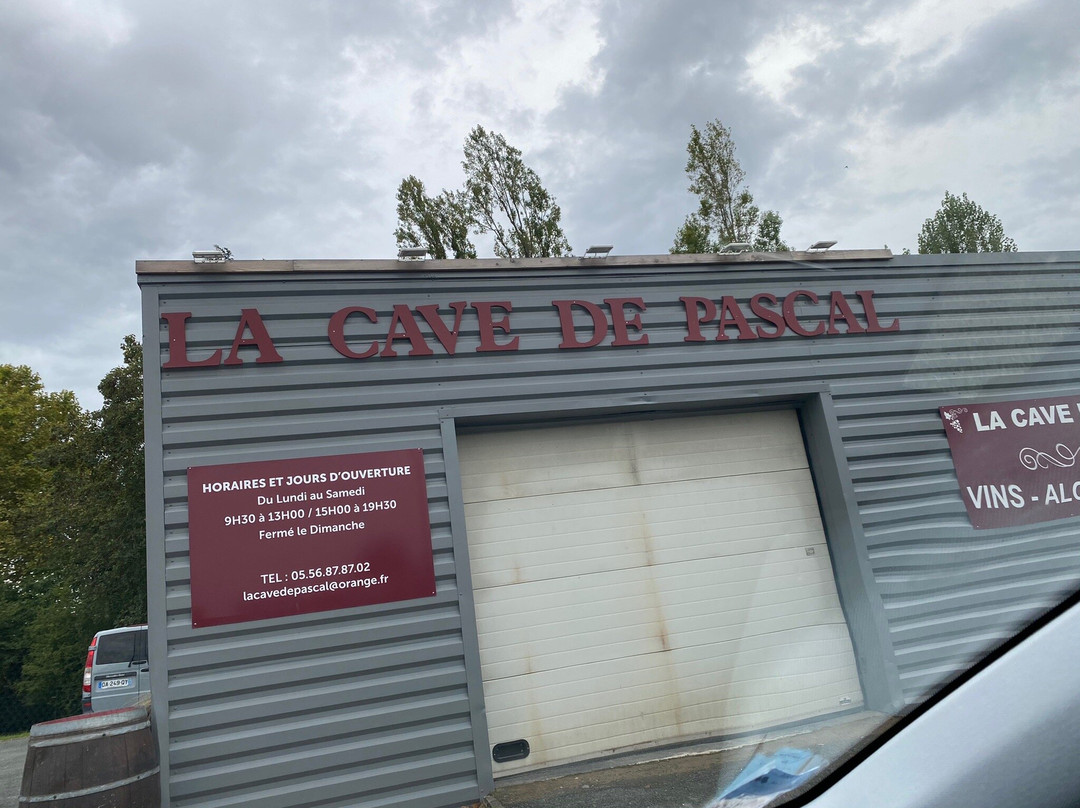 LA CAVE DE PASCAL
HORAIRES ET JOURS D'OUVERTURE
Du Lundi au Samedi
9H30 à 13H00 / 15H00 à 19H30
Fermé le Dimanche
TEL : 05.56.87.87.02
lacavedepascal@orange.fr
LA CAVE
VINS -